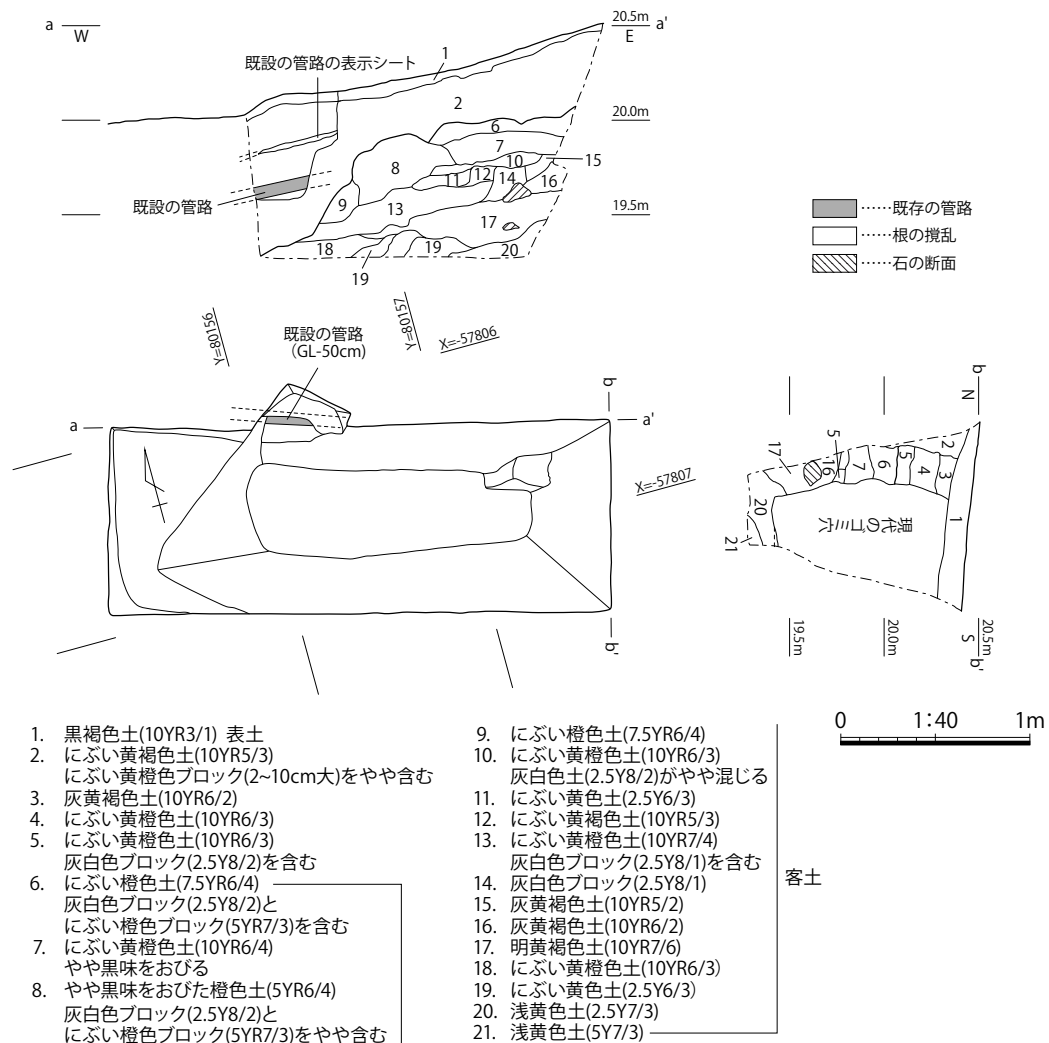 a
W
20.5m
E
a'
既設の管路の表示シート
1
2
20.0m
6
7
8
10
15
11
12
14
16
9
13
既設の管路
19.5m
17
18
19
19
20
既存の管路
根の撹乱
石の断面
Y=80156
既設の管路
(GL-50cm)
Y=80157
X=-57806
b
a
a'
X=-57807
b'
b
N
17
5
16
7
6
5
4
2
3
20
現代のゴミ穴
1
21
19.5m
20.0m
20.5m
S
b'
0 1:40 1m
1. 黒褐色土(10YR3/1) 表土
2. にぶい黄褐色土(10YR5/3)
にぶい黄橙色ブロック(2~10cm大)をやや含む
3. 灰黄褐色土(10YR6/2)
4. にぶい黄橙色土(10YR6/3)
5. にぶい黄橙色土(10YR6/3)
灰白色ブロック(2.5Y8/2)を含む
6. にぶい橙色土(7.5YR6/4)
灰白色ブロック(2.5Y8/2)と
にぶい橙色ブロック(5YR7/3)を含む
7. にぶい黄橙色土(10YR6/4)
やや黒味をおびる
8. やや黒味をおびた橙色土(5YR6/4)
灰白色ブロック(2.5Y8/2)と
にぶい橙色ブロック(5YR7/3)をやや含む
9. にぶい橙色土(7.5YR6/4)
10. にぶい黄橙色土(10YR6/3)
灰白色土(2.5Y8/2)がやや混じる
11. にぶい黄色土(2.5Y6/3)
12. にぶい黄褐色土(10YR5/3)
13. にぶい黄橙色土(10YR7/4)
灰白色ブロック(2.5Y8/1)を含む
14. 灰白色ブロック(2.5Y8/1)
15. 灰黄褐色土(10YR5/2)
16. 灰黄褐色土(10YR6/2)
17. 明黄褐色土(10YR7/6)
18. にぶい黄橙色土(10YR6/3)
19. にぶい黄色土(2.5Y6/3)
20. 浅黄色土(2.5Y7/3)
21. 浅黄色土(5Y7/3)
客土